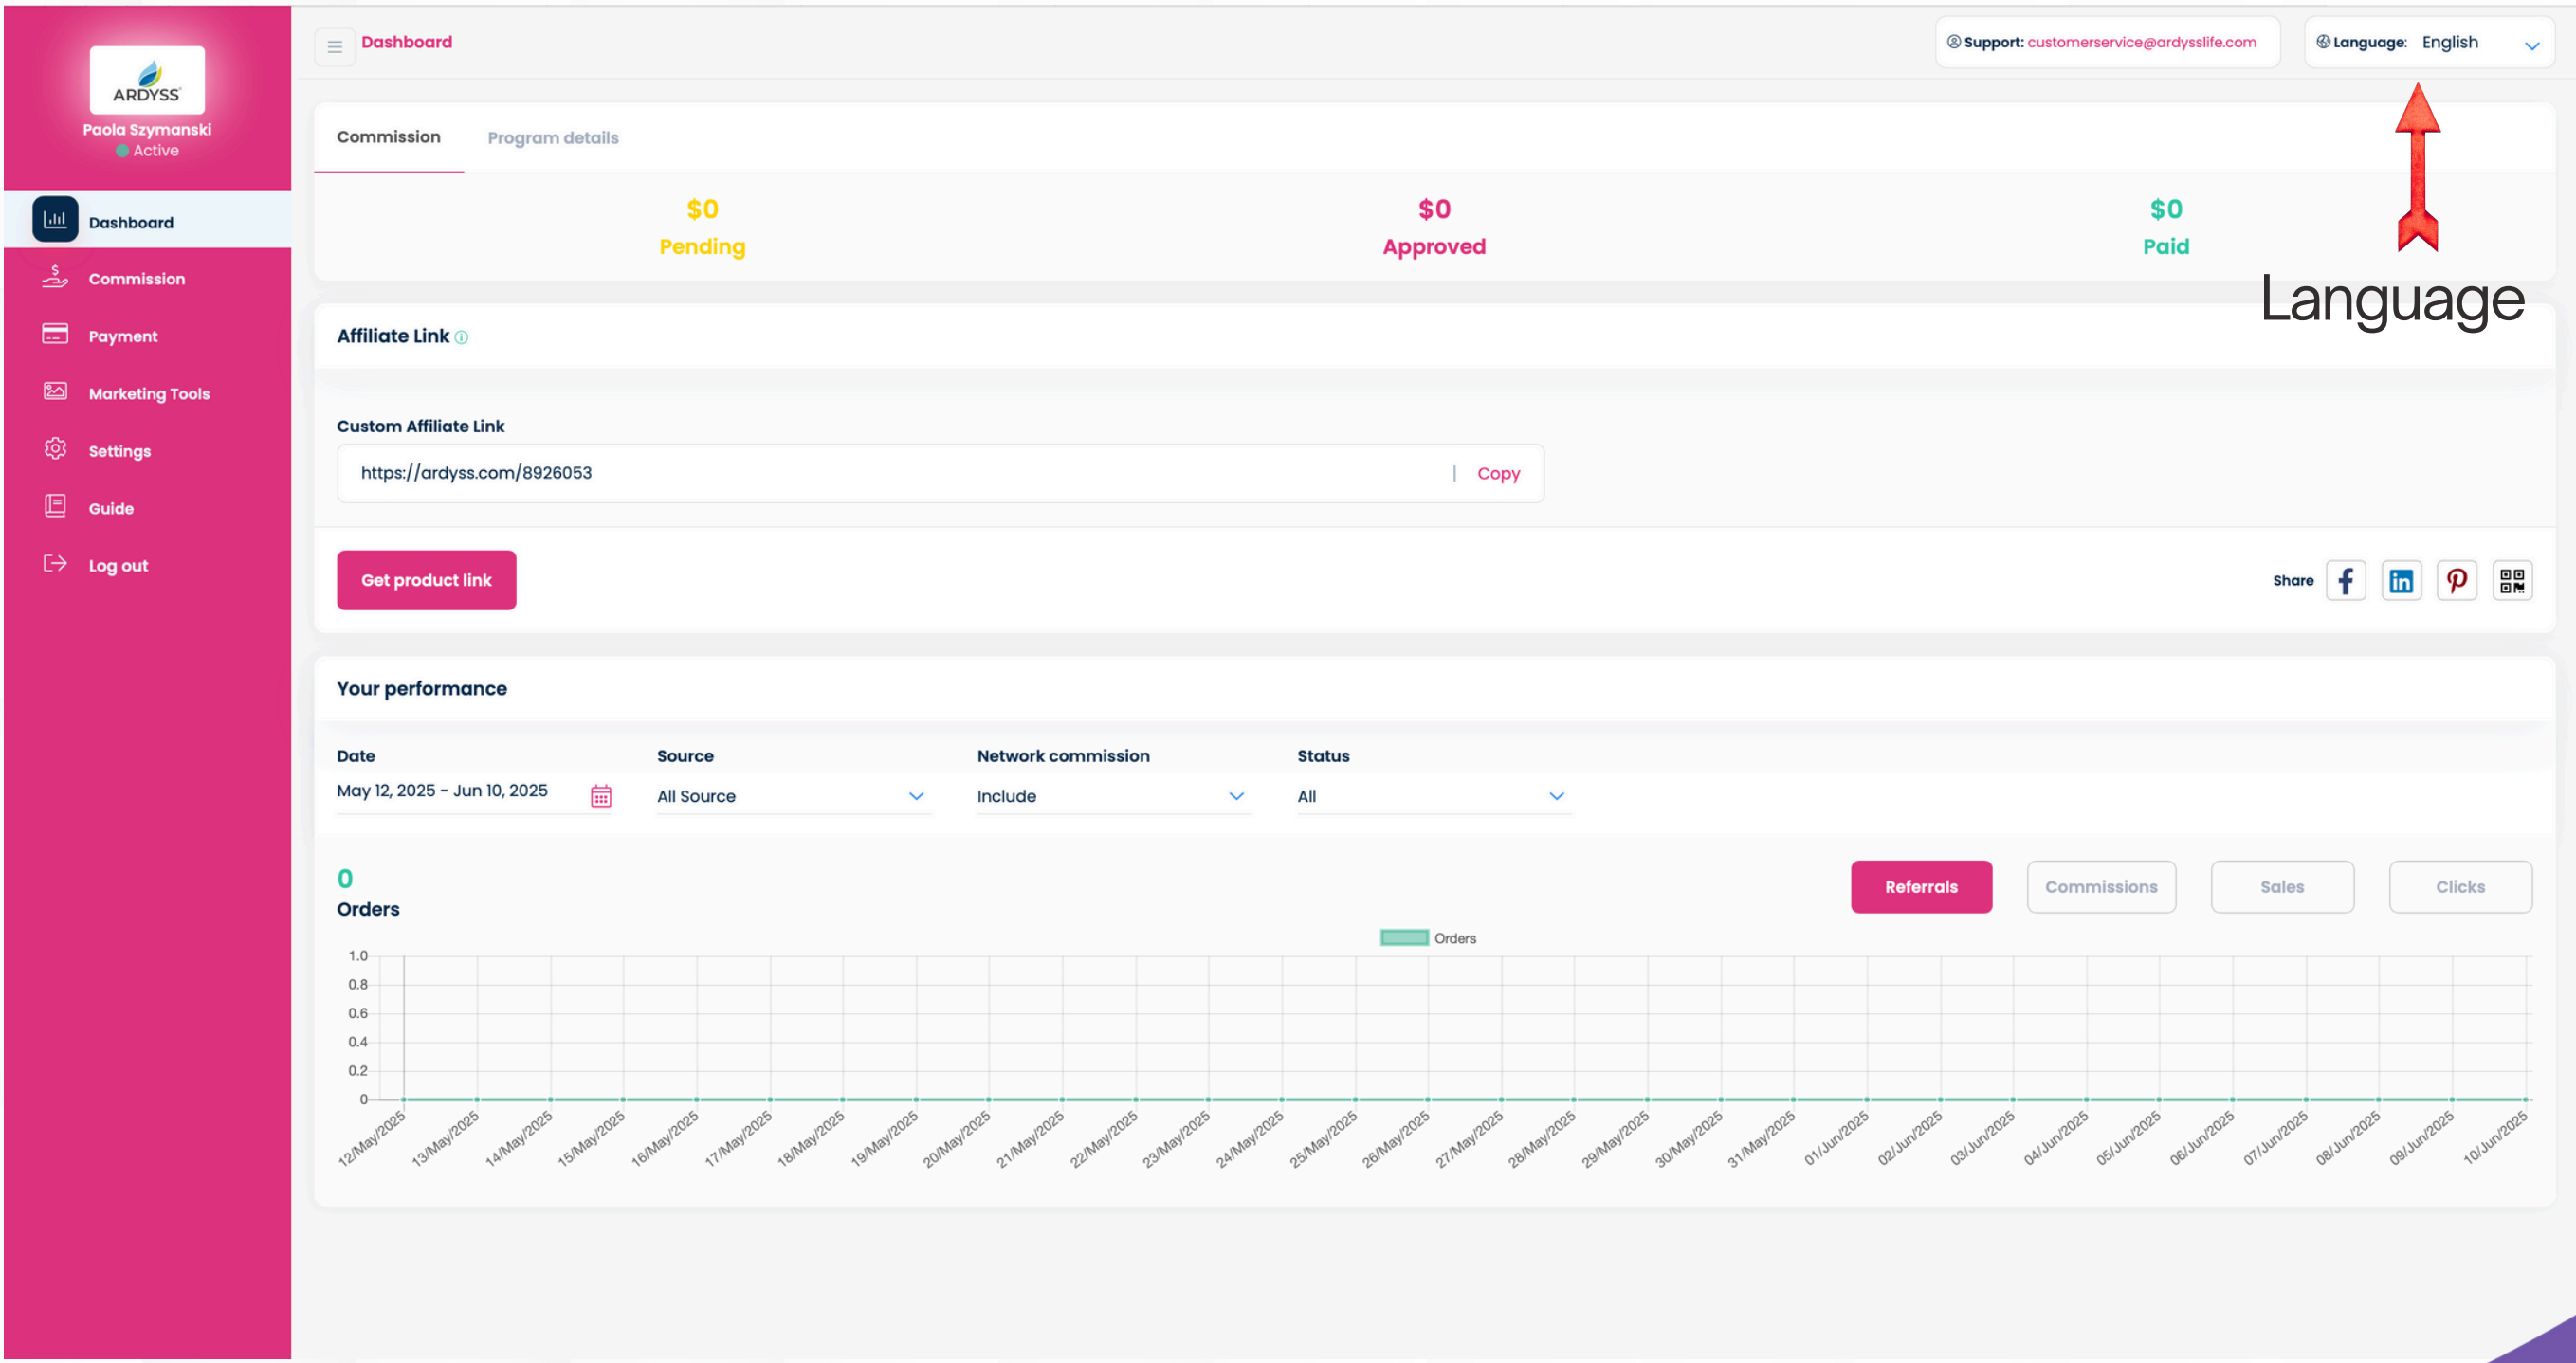 ARDYSS
Paola Szymanski
Active
Dashboard
Commission
Payment
Marketing Tools
Settings
Guide
Log out
Dashboard
Support: customerservice@ardysslife.com
Language: English
Commission Program details
$0 $0 $0
Pending Approved Paid
Language
Affiliate Link
Custom Affiliate Link
https://ardyss.com/8926053 | Copy
Get product link
Share
Your performance
Date Source Network commission Status
May 12, 2025 - Jun 10, 2025 All Source Include All
0
Orders
Referrals Commissions Sales Clicks
Orders
1.0
0.8
0.6
0.4
0.2
0
12/May/2025 13/May/2025 14/May/2025 15/May/2025 16/May/2025 17/May/2025 18/May/2025 19/May/2025 20/May/2025 21/May/2025 22/May/2025 23/May/2025 24/May/2025 25/May/2025 26/May/2025 27/May/2025 28/May/2025 29/May/2025 30/May/2025 31/May/2025 01/Jun/2025 02/Jun/2025 03/Jun/2025 04/Jun/2025 05/Jun/2025 06/Jun/2025 07/Jun/2025 08/Jun/2025 09/Jun/2025 10/Jun/2025